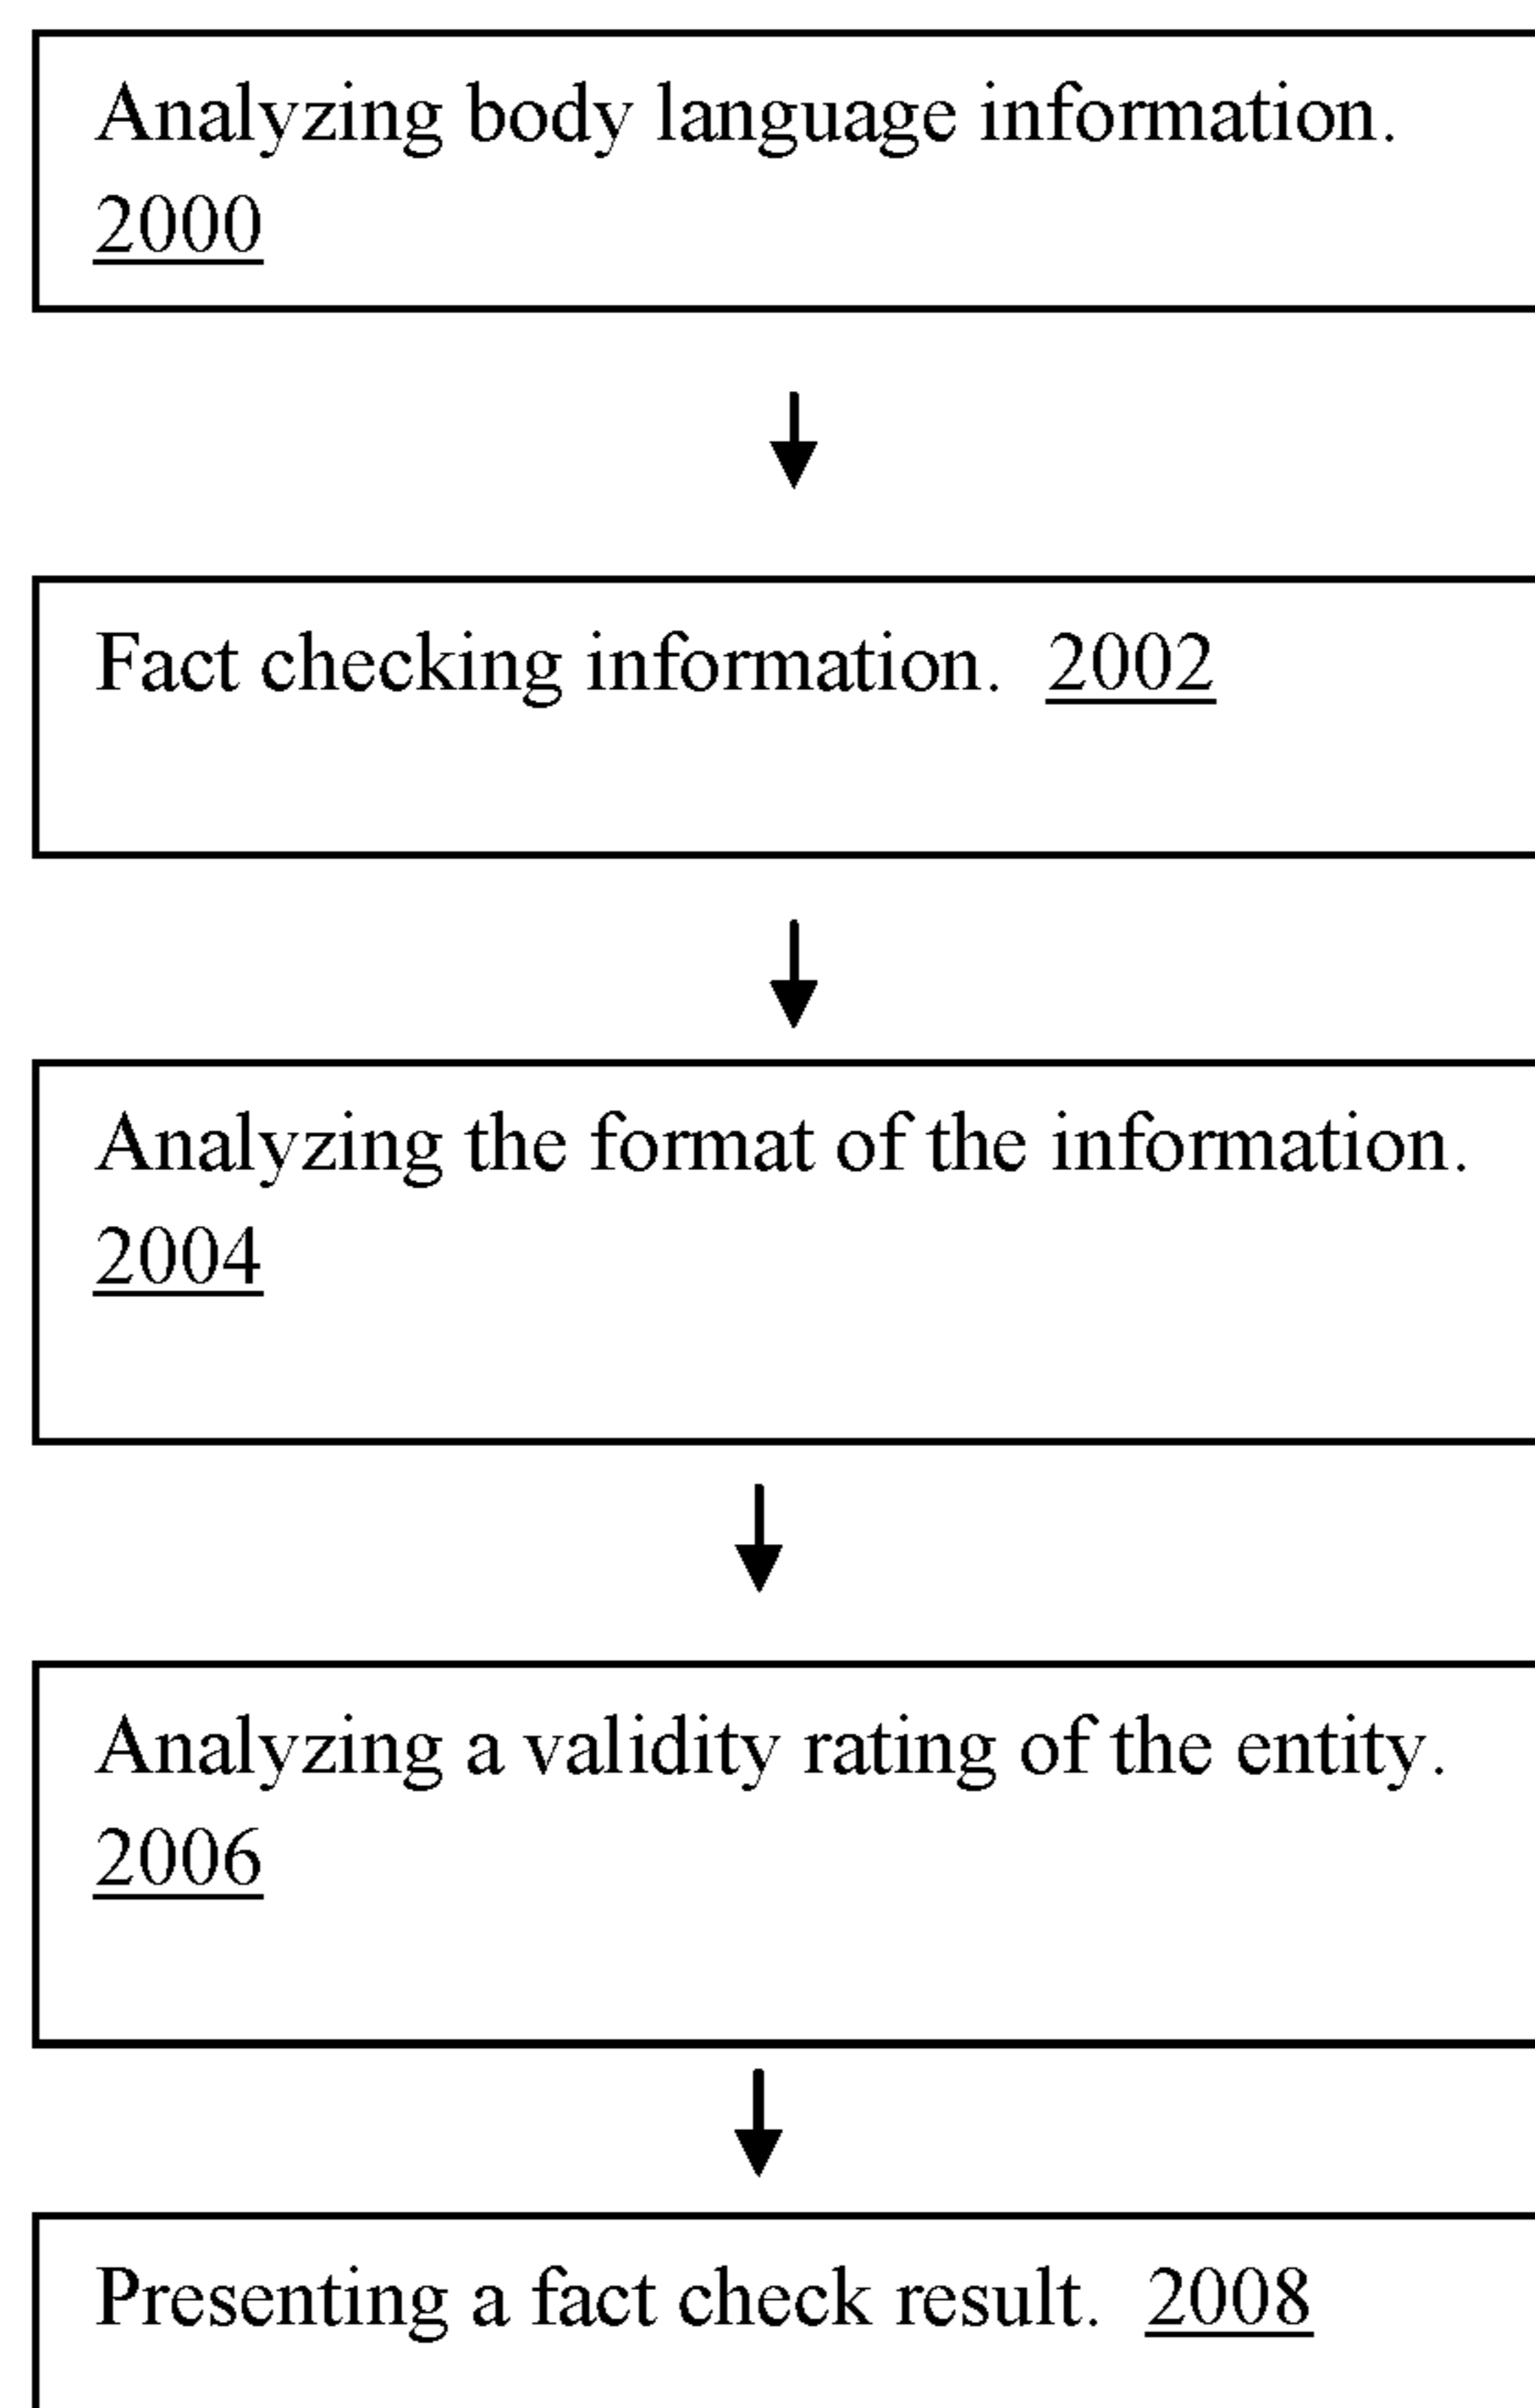 Analyzing body language information.
2000
Fact checking information. 2002
Analyzing the format of the information.
2004
Analyzing a validity rating of the entity.
2006
Presenting a fact check result. 2008